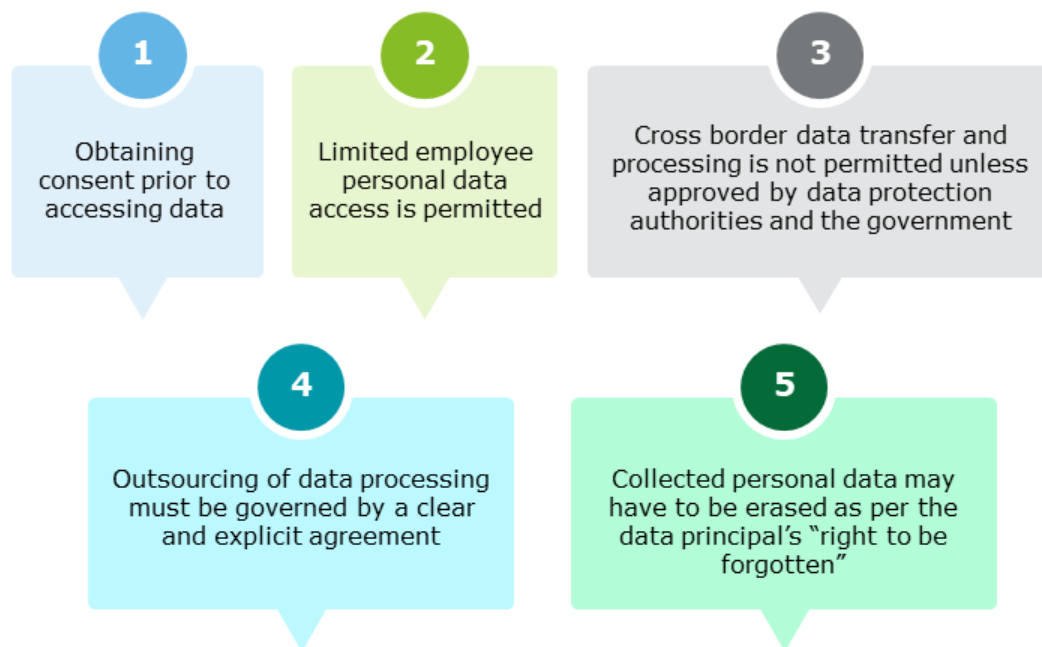 1
Obtaining
consent prior to
accessing data
2
Limited employee
personal data
access is permitted
3
Cross border data transfer and
processing is not permitted unless
approved by data protection
authorities and the government
4
Outsourcing of data processing
must be governed by a clear
and explicit agreement
5
Collected personal data may
have to be erased as per the
data principal’s “right to be
forgotten”